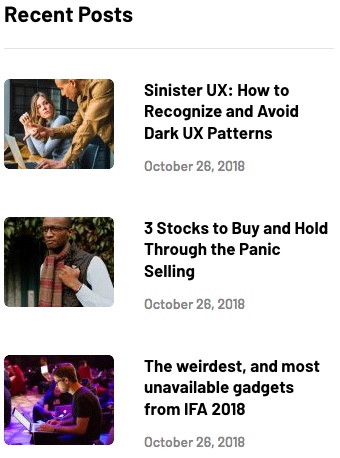 Recent Posts
Sinister UX: How to
Recognize and Avoid
Dark UX Patterns
October 26, 2018
3 Stocks to Buy and Hold
Through the Panic
Selling
October 26, 2018
The weirdest, and most
unavailable gadgets
from IFA 2018
October 26, 2018